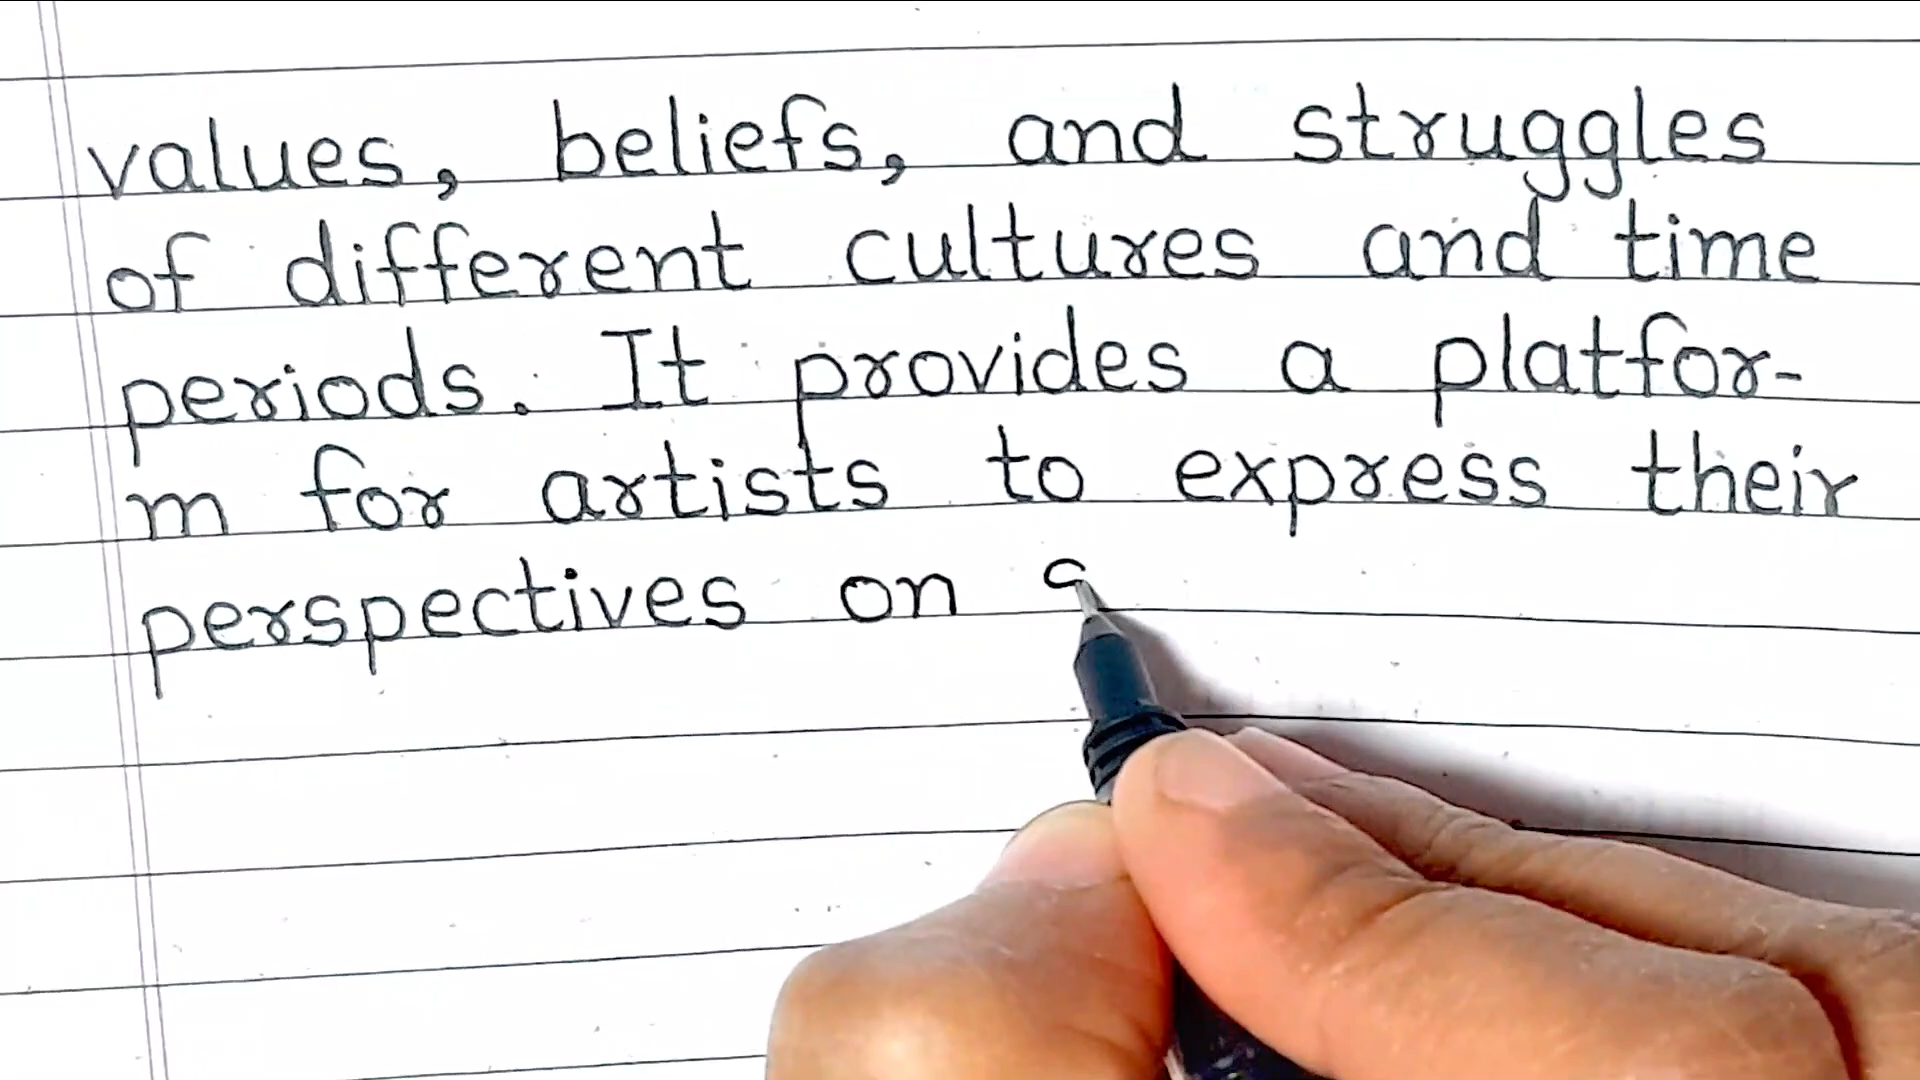 values, beliefs, and struggles
of different cultures and time
periods. It provides a platfor-
m for artists to express their
perspectives on